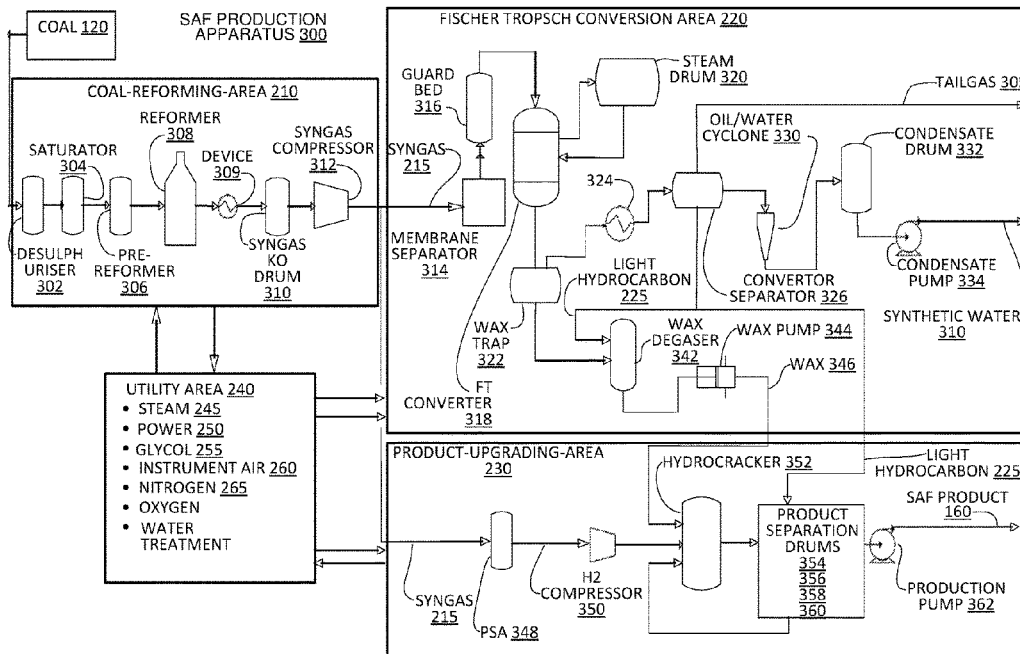 COAL 120
SAF PRODUCTION
APPARATUS 300
COAL-REFORMING-AREA 210
REFORMER
308
SATURATOR
304
DEVICE
309
SYNGAS
COMPRESSOR
312
DESULPH
URISER
302
PRE-
REFORMER
306
SYNGAS
KO
DRUM
310
UTILITY AREA 240
• STEAM 245
• POWER 250
• GLYCOL 255
• INSTRUMENT AIR 260
• NITROGEN 265
• OXYGEN
• WATER
TREATMENT
FISCHER TROPSCH CONVERSION AREA 220
GUARD
BED
316
STEAM
DRUM 320
TAILGAS 30
OIL/WATER
CYCLONE 330
CONDENSATE
DRUM 332
SYNGAS
215
324
MEMBRANE
SEPARATOR
314
LIGHT
HYDROCARBON
225
CONVERTOR
SEPARATOR 326
CONDENSATE
PUMP 334
SYNTHETIC WATER
310
WAX
TRAP
322
WAX
DEGASER
342
WAX PUMP 344
WAX 346
FT
CONVERTER
318
PRODUCT-UPGRADING-AREA
230
HYDROCRACKER 352
LIGHT
HYDROCARBON 225
SAF PRODUCT
160
PRODUCT
SEPARATION
DRUMS
354
356
358
360
H2
COMPRESSOR
350
SYNGAS
215
PSA 348
PRODUCTION
PUMP 362